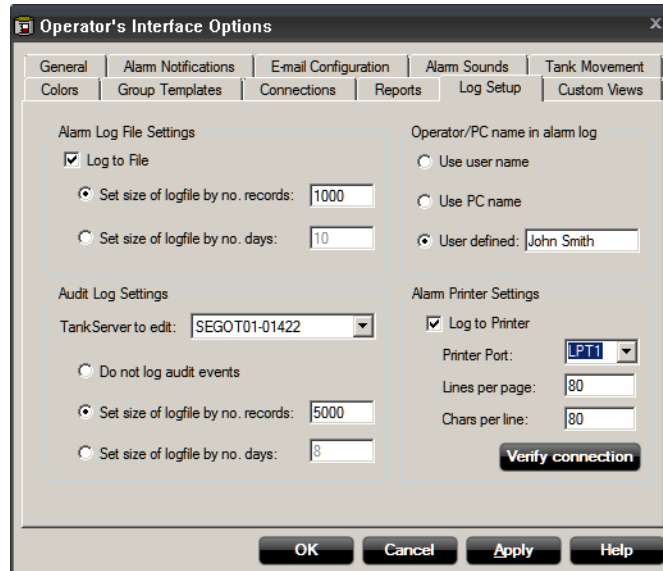 Operator's Interface Options
x
General Alarm Notifications E-mail Configuration Alarm Sounds Tank Movement
Colors Group Templates Connections Reports Log Setup Custom Views
Alarm Log File Settings
Log to File
Set size of logfile by no. records: 1000
Set size of logfile by no. days: 10
Operator/PC name in alarm log
Use user name
Use PC name
User defined: John Smith
Audit Log Settings
TankServer to edit: SEGOT01-01422
Do not log audit events
Set size of logfile by no. records: 5000
Set size of logfile by no. days: 8
Alarm Printer Settings
Log to Printer
Printer Port: LPT1
Lines per page: 80
Chars per line: 80
Verify connection
OK Cancel Apply Help